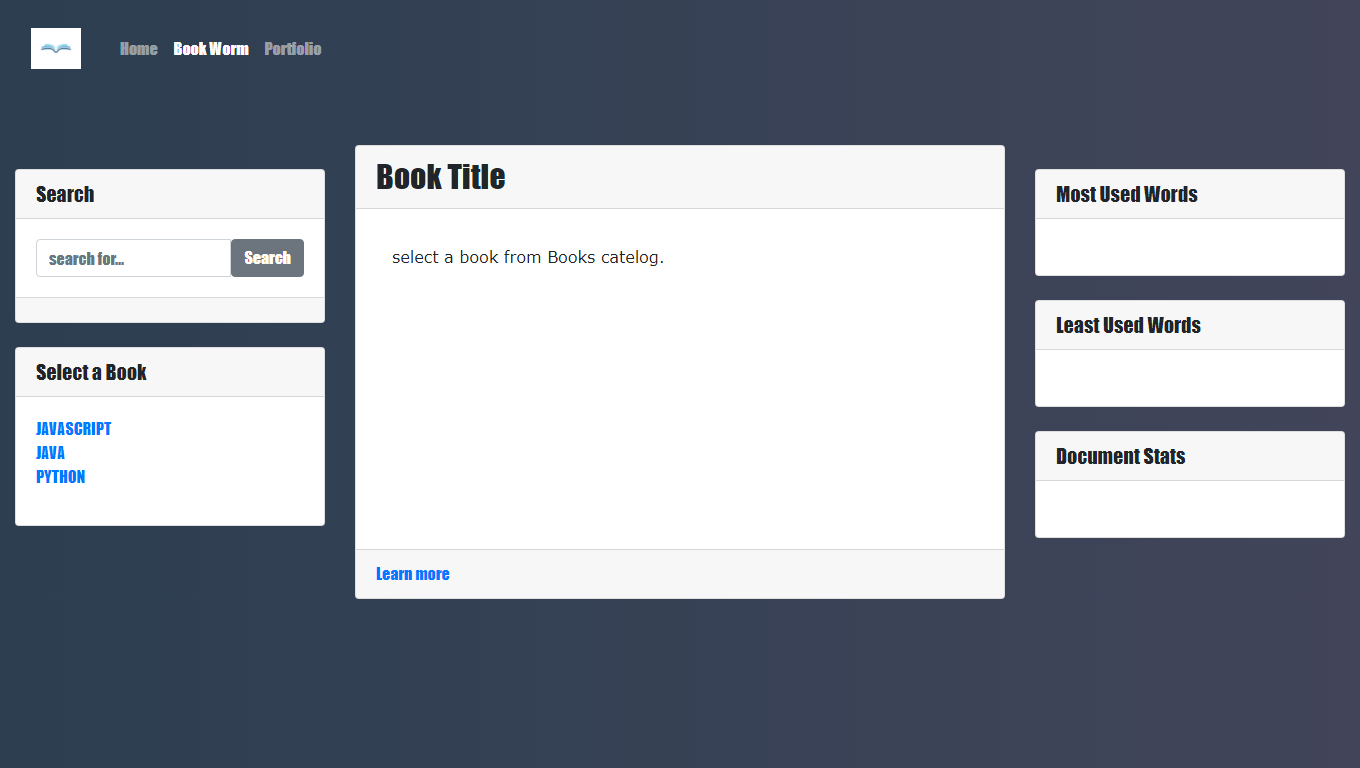 Home Book Worm Portfolio
Search
search for...
Search
Select a Book
JAVASCRIPT
JAVA
PYTHON
Book Title
select a book from Books catelog.
Learn more
Most Used Words
Least Used Words
Document Stats